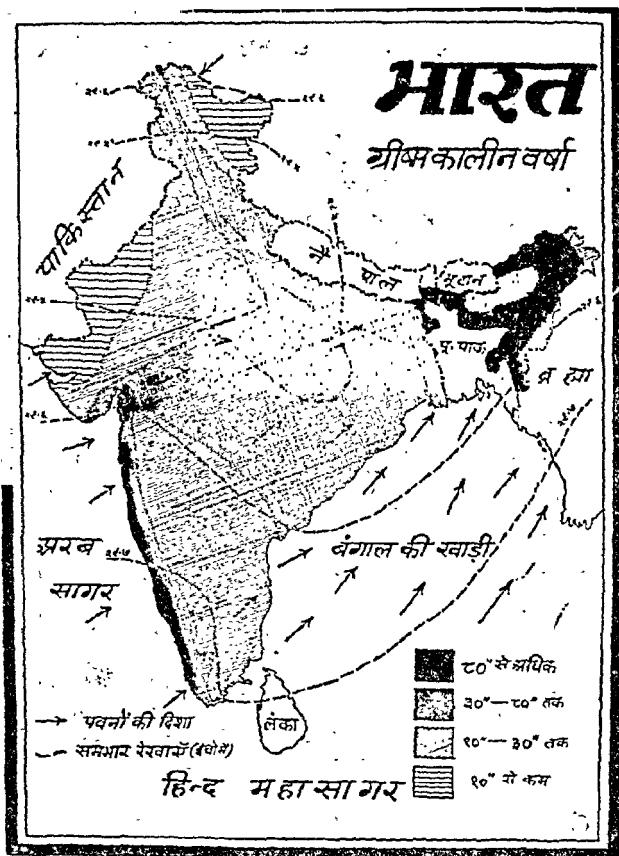 भारत
ग्रीष्मकालीन वर्षा
पाकिस्तान
नेपाल
भूटान
पू. पाक.
ब्रह्मा
अरब
सागर
बंगाल की खाड़ी
लंका
हिन्द महासागर
→ पवनों की दिशा
समभार रेखाएँ
८०" से अधिक
३०"—८०" तक
१०"—३०" तक
१०" से कम